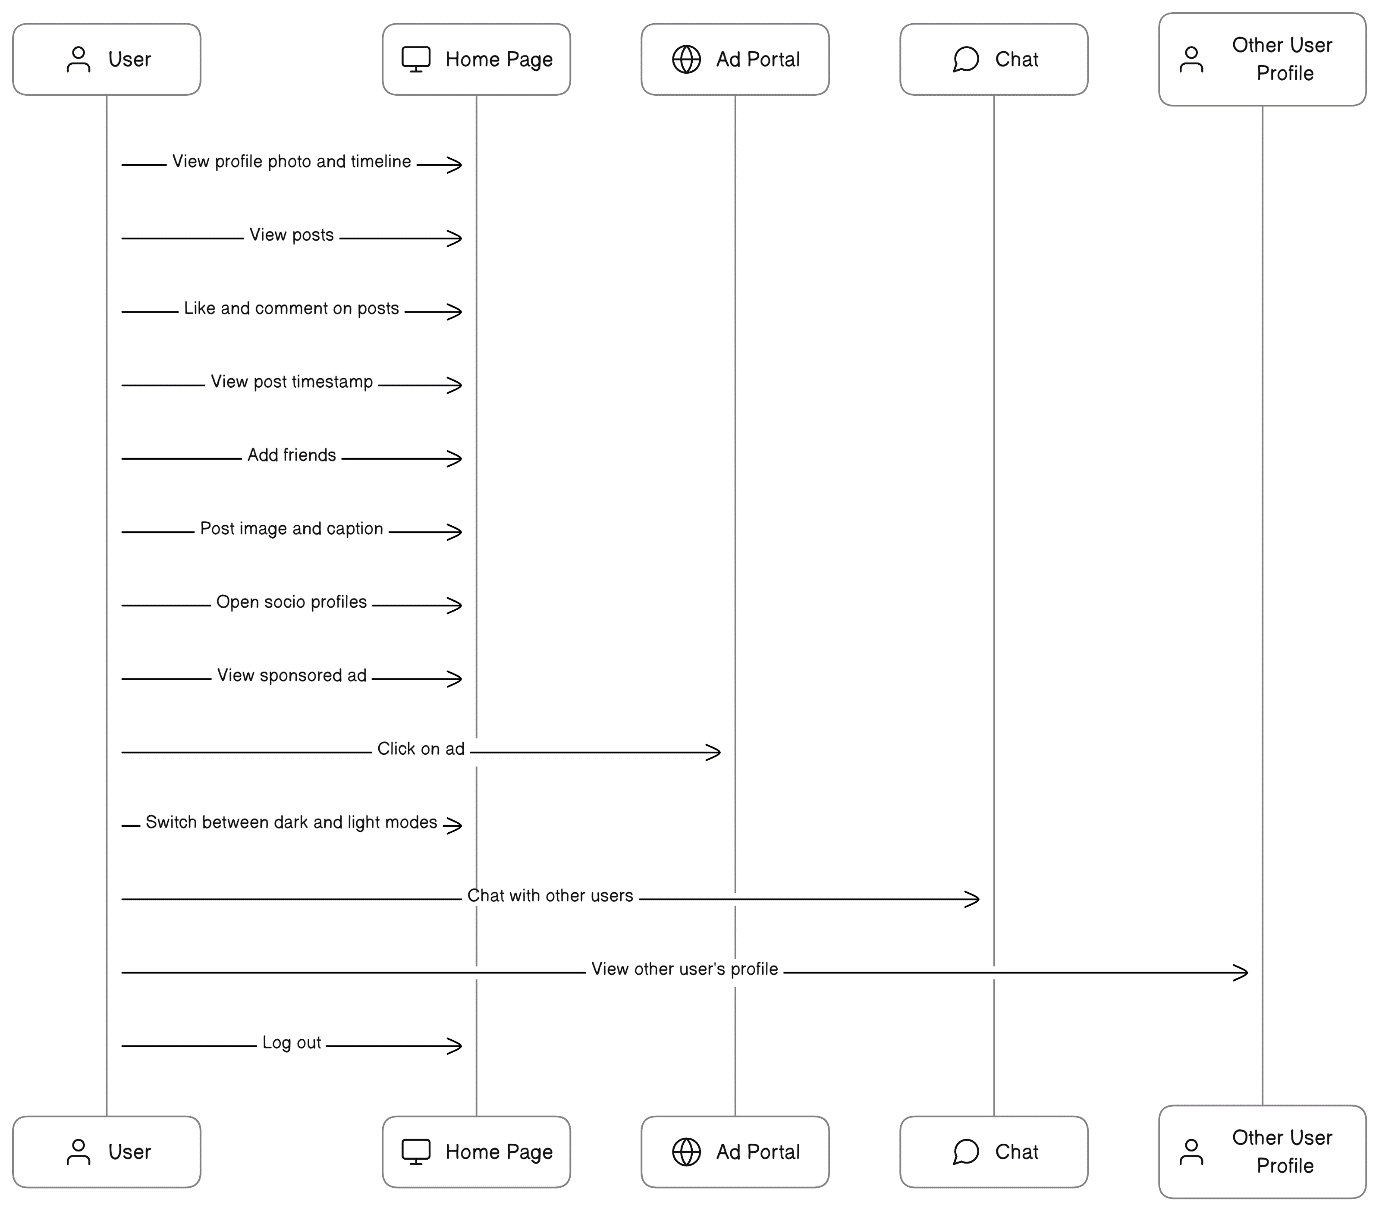 User
Home Page
Ad Portal
Chat
Other User
Profile
View profile photo and timeline
View posts
Like and comment on posts
View post timestamp
Add friends
Post image and caption
Open socio profiles
View sponsored ad
Click on ad
Switch between dark and light modes
Chat with other users
View other user's profile
Log out
User
Home Page
Ad Portal
Chat
Other User
Profile